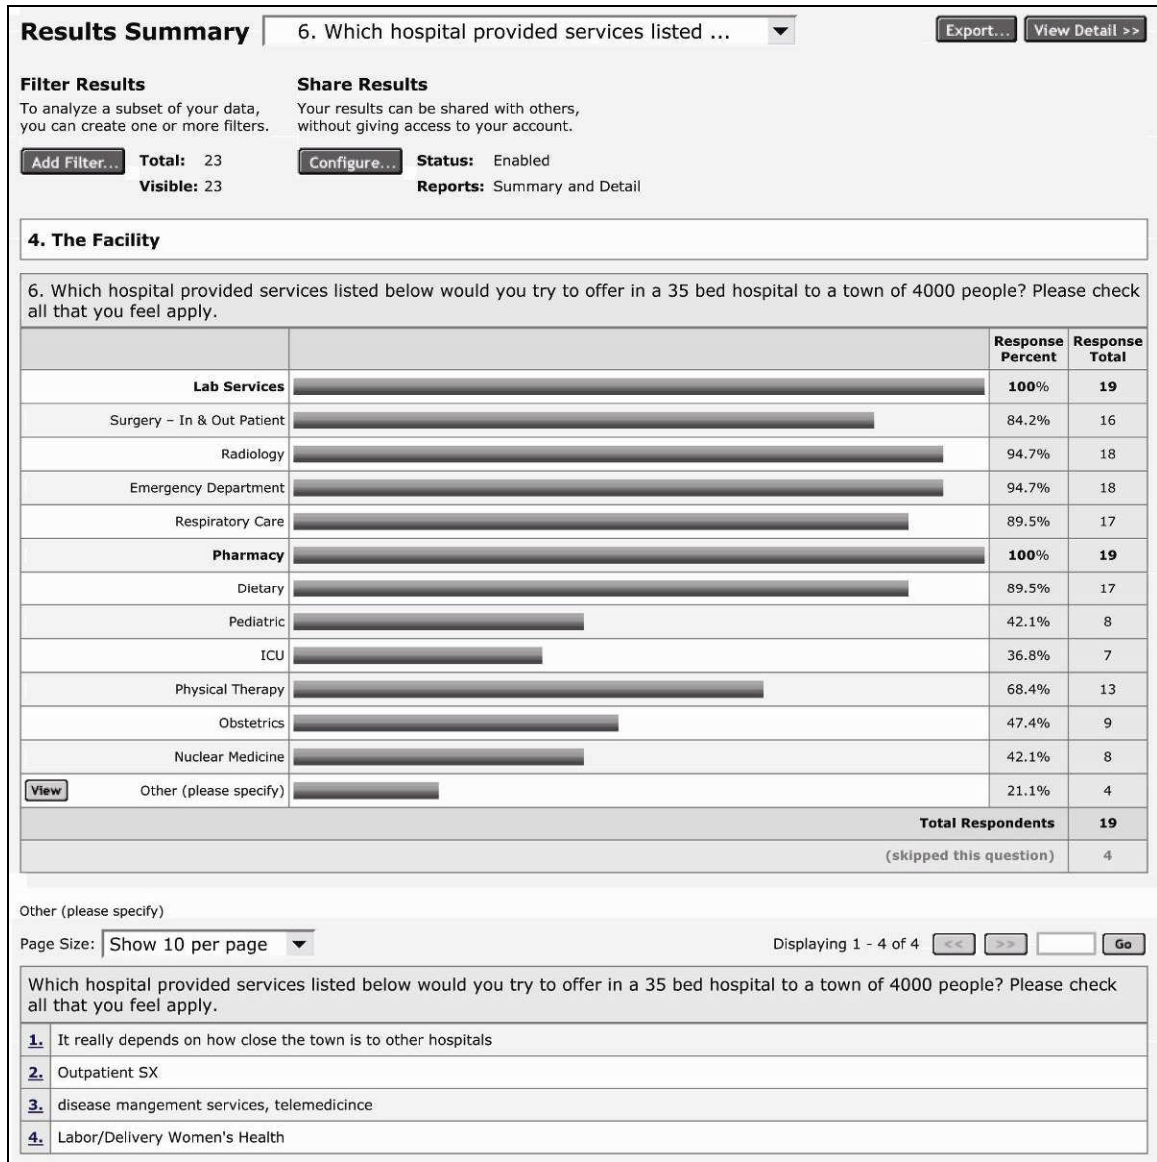 Results Summary 6. Which hospital provided services listed ... Export... View Detail >>
Filter Results Share Results
To analyze a subset of your data, Your results can be shared with others,
you can create one or more filters. without giving access to your account.
Add Filter... Total: 23 Configure... Status: Enabled
Visible: 23 Reports: Summary and Detail
4. The Facility
6. Which hospital provided services listed below would you try to offer in a 35 bed hospital to a town of 4000 people? Please check
all that you feel apply.
Response Response
Percent Total
Lab Services 100% 19
Surgery – In & Out Patient 84.2% 16
Radiology 94.7% 18
Emergency Department 94.7% 18
Respiratory Care 89.5% 17
Pharmacy 100% 19
Dietary 89.5% 17
Pediatric 42.1% 8
ICU 36.8% 7
Physical Therapy 68.4% 13
Obstetrics 47.4% 9
Nuclear Medicine 42.1% 8
View Other (please specify) 21.1% 4
Total Respondents 19
(skipped this question) 4
Other (please specify)
Page Size: Show 10 per page Displaying 1 - 4 of 4 << >> Go
Which hospital provided services listed below would you try to offer in a 35 bed hospital to a town of 4000 people? Please check
all that you feel apply.
1. It really depends on how close the town is to other hospitals
2. Outpatient SX
3. disease mangement services, telemedicince
4. Labor/Delivery Women's Health